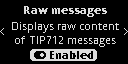 Raw messages
Displays raw content
of TIP712 messages
Enabled